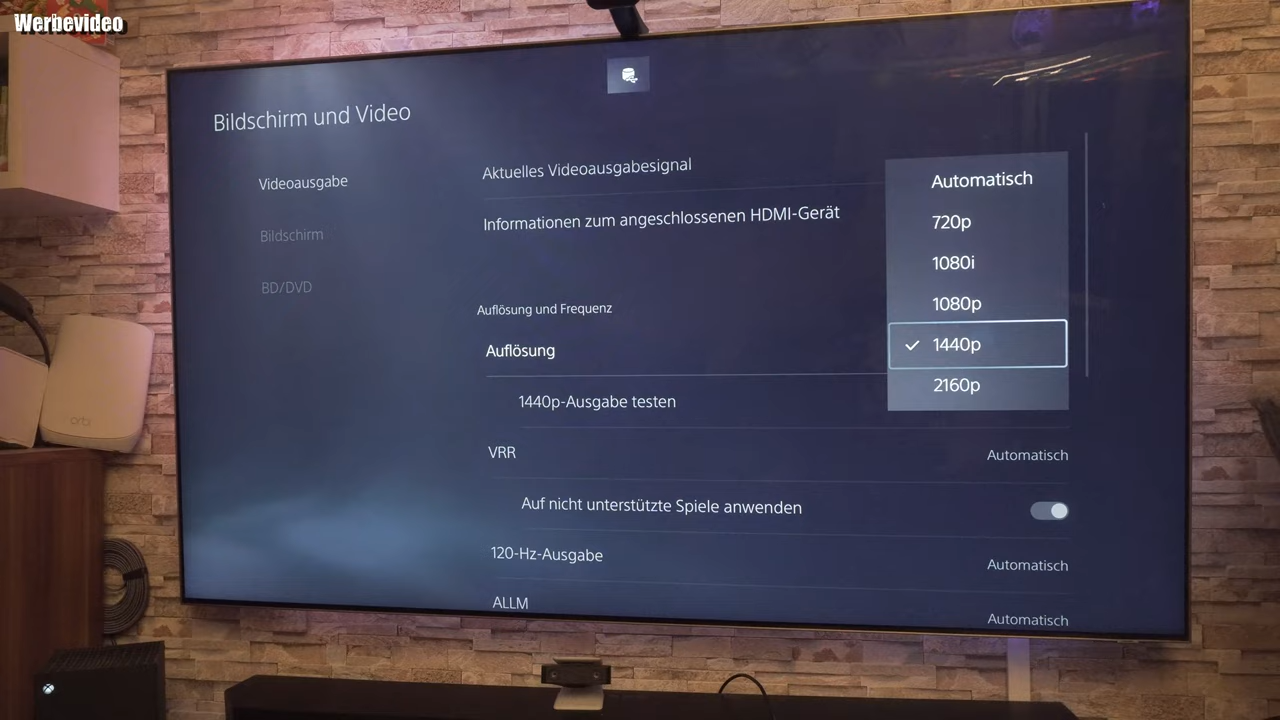 Werbevideo
Bildschirm und Video
Videoausgabe
Bildschirm
BD/DVD
Aktuelles Videoausgabesignal
Informationen zum angeschlossenen HDMI-Gerät
Auflösung und Frequenz
Auflösung
Automatisch
720p
1080i
1080p
1440p
2160p
1440p-Ausgabe testen
VRR
Automatisch
Auf nicht unterstützte Spiele anwenden
120-Hz-Ausgabe
Automatisch
ALLM
Automatisch
orbi